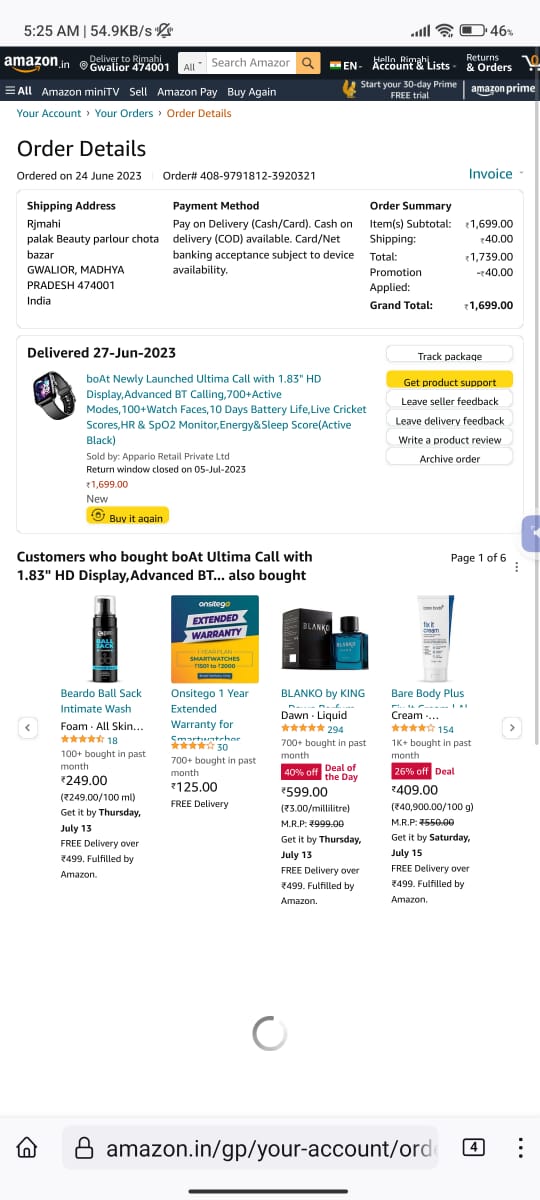 5:25 AM | 54.9KB/s
46%
amazon.in
Deliver to Rjmahi
Gwalior 474001
All
Search Amazon
EN
Hello, Rjmahi
Account & Lists
Returns
& Orders
All Amazon miniTV Sell Amazon Pay Buy Again
Start your 30-day Prime
FREE trial
amazon prime
Your Account › Your Orders › Order Details
Order Details
Ordered on 24 June 2023 Order# 408-9791812-3920321
Invoice
Shipping Address
Rjmahi
palak Beauty parlour chota
bazar
GWALIOR, MADHYA
PRADESH 474001
India
Payment Method
Pay on Delivery (Cash/Card). Cash on
delivery (COD) available. Card/Net
banking acceptance subject to device
availability.
Order Summary
Item(s) Subtotal: ₹1,699.00
Shipping: ₹40.00
Total: ₹1,739.00
Promotion -₹40.00
Applied:
Grand Total: ₹1,699.00
Delivered 27-Jun-2023
boAt Newly Launched Ultima Call with 1.83" HD
Display,Advanced BT Calling,700+Active
Modes,100+Watch Faces,10 Days Battery Life,Live Cricket
Scores,HR & SpO2 Monitor,Energy&Sleep Score(Active
Black)
Sold by: Appario Retail Private Ltd
Return window closed on 05-Jul-2023
₹1,699.00
New
Buy it again
Track package
Get product support
Leave seller feedback
Leave delivery feedback
Write a product review
Archive order
Customers who bought boAt Ultima Call with
1.83" HD Display,Advanced BT... also bought
Page 1 of 6
BALL
SACK
Beardo Ball Sack
Intimate Wash
Foam · All Skin...
18
100+ bought in past
month
₹249.00
(₹249.00/100 ml)
Get it by Thursday,
July 13
FREE Delivery over
₹499. Fulfilled by
Amazon.
onsitego
EXTENDED
WARRANTY
1 YEAR PLAN
SMARTWATCHES
₹1501 to ₹2000
Onsitego 1 Year
Extended
Warranty for
Smartwatches
30
700+ bought in past
month
₹125.00
FREE Delivery
BLANKO
BLANKO by KING
Dawn · Liquid
294
700+ bought in past
month
40% off Deal of
the Day
₹599.00
(₹3.00/millilitre)
M.R.P: ₹999.00
Get it by Thursday,
July 13
FREE Delivery over
₹499. Fulfilled by
Amazon.
bare body
fix it
cream
Bare Body Plus
Cream ·...
154
1K+ bought in past
month
26% off Deal
₹409.00
(₹40,900.00/100 g)
M.R.P: ₹550.00
Get it by Saturday,
July 15
FREE Delivery over
₹499. Fulfilled by
Amazon.
amazon.in/gp/your-account/ord
4